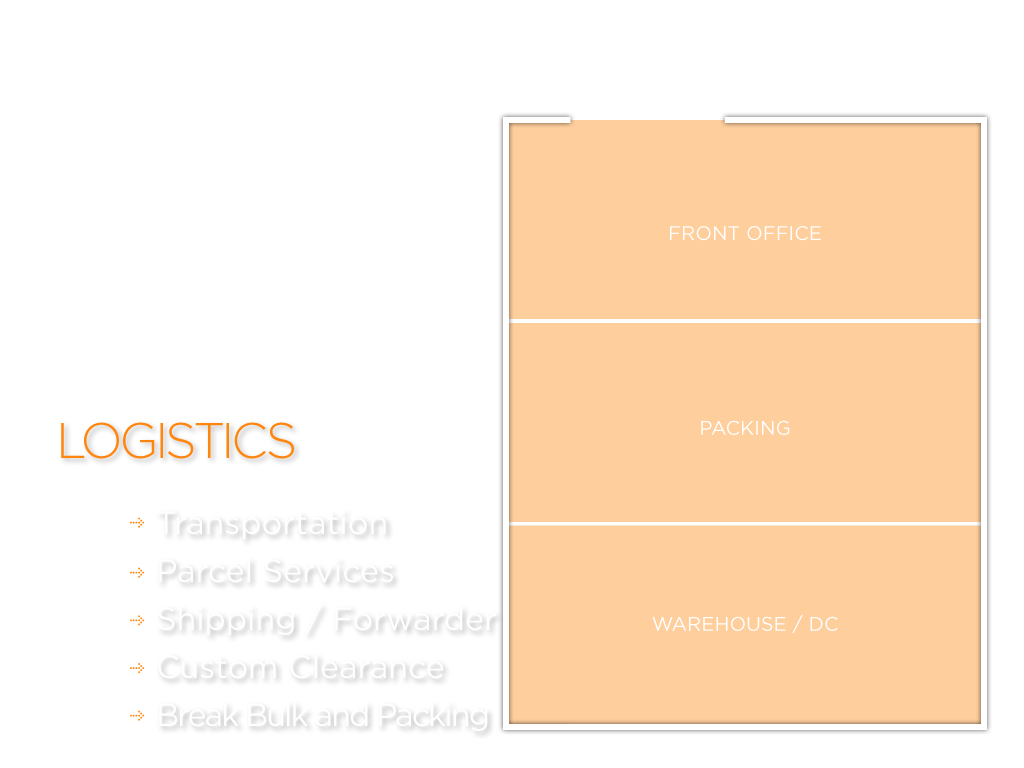 LOGISTICS
Transportation
Parcel Services
Shipping / Forwarder
Custom Clearance
Break Bulk and Packing
FRONT OFFICE
PACKING
WAREHOUSE / DC